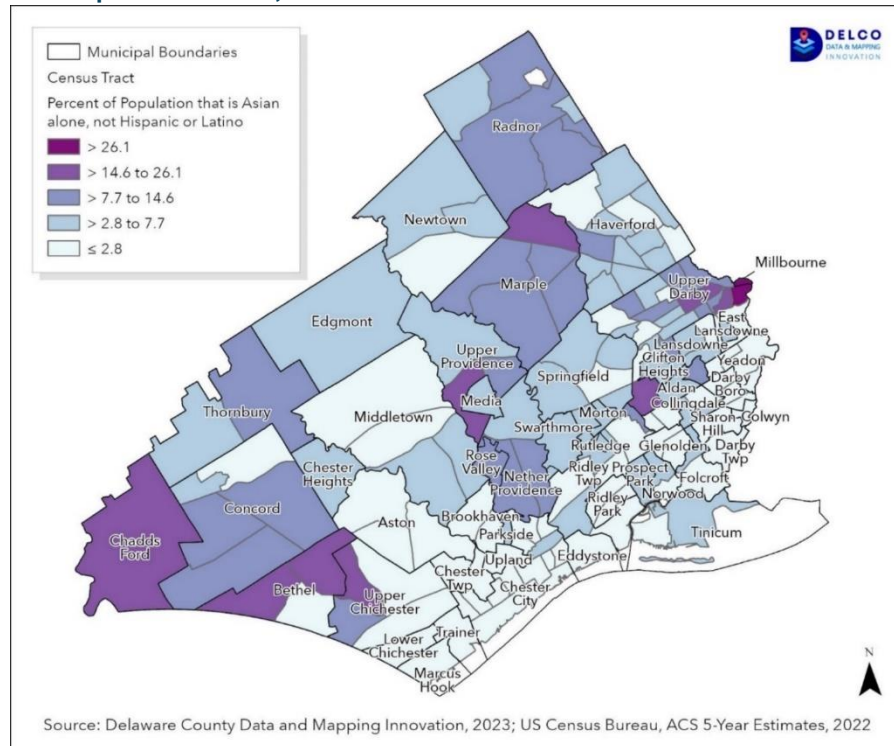 Municipal Boundaries
Census Tract
Percent of Population that is Asian
alone, not Hispanic or Latino
> 26.1
> 14.6 to 26.1
> 7.7 to 14.6
> 2.8 to 7.7
≤ 2.8
DELCO
DATA & MAPPING
INNOVATION
Radnor
Newtown
Haverford
Millbourne
Marple
Upper
Darby
East
Lansdowne
Edgmont
Lansdowne
Clifton
Heights
Yeadon
Upper
Providence
Springfield
Darby
Boro
Aldan
Collingdale
Thornbury
Middletown
Media
Morton
Sharon
Hill
Colwyn
Swarthmore
Rutledge
Glenolden
Darby
Twp
Rose
Valley
Nether
Providence
Ridley
Twp
Prospect
Park
Chester
Heights
Folcroft
Norwood
Concord
Ridley
Park
Aston
Brookhaven
Tinicum
Parkside
Chadds
Ford
Eddystone
Upland
Bethel
Chester
Twp
Upper
Chichester
Chester
City
Trainer
Lower
Chichester
Marcus
Hook
N
Source: Delaware County Data and Mapping Innovation, 2023; US Census Bureau, ACS 5-Year Estimates, 2022